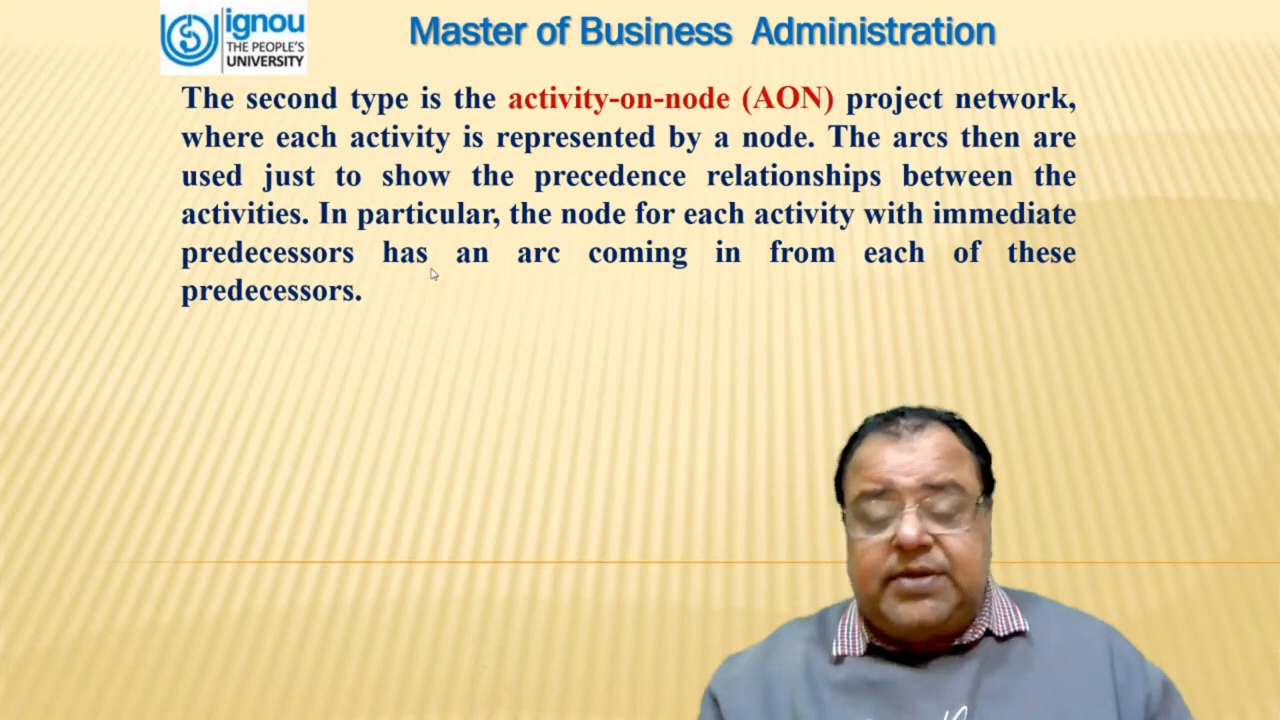 ignou
THE PEOPLE'S
UNIVERSITY
Master of Business Administration
The second type is the activity-on-node (AON) project network,
where each activity is represented by a node. The arcs then are
used just to show the precedence relationships between the
activities. In particular, the node for each activity with immediate
predecessors has an arc coming in from each of these
predecessors.